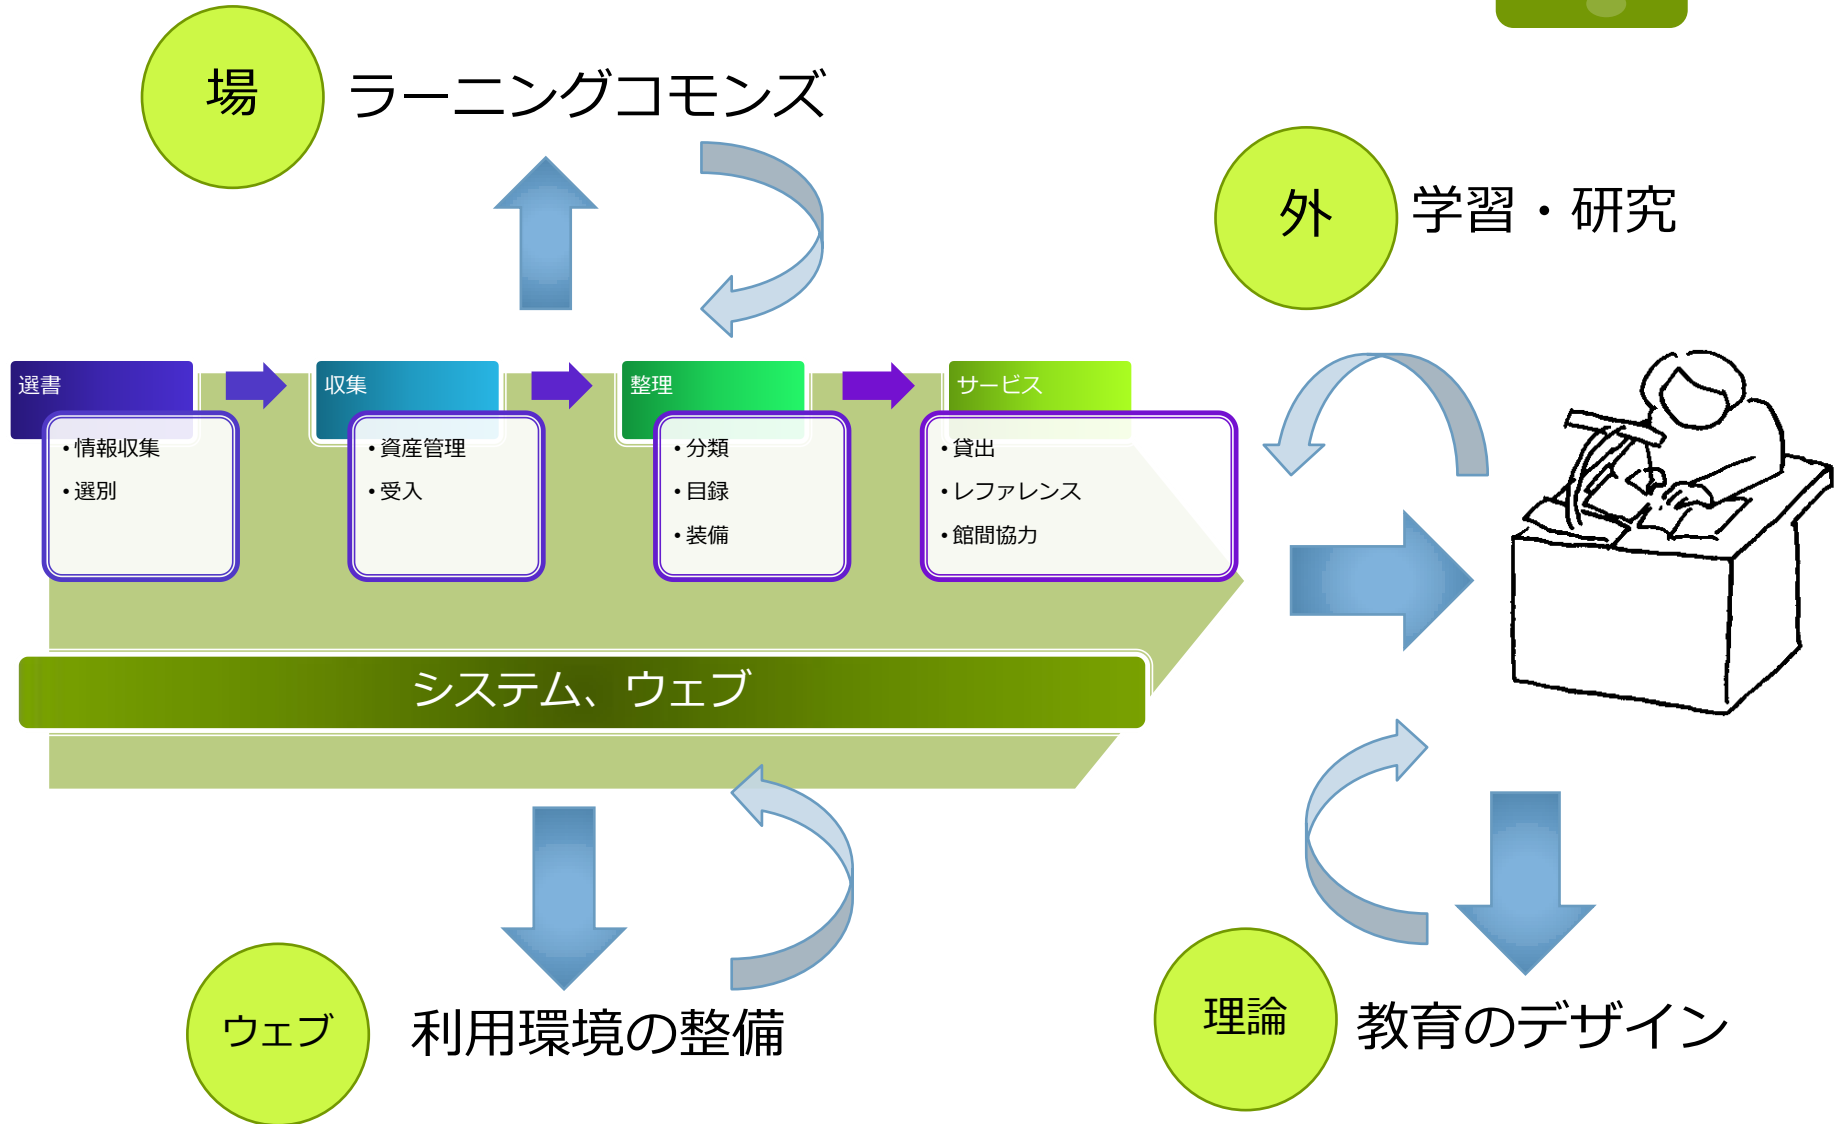 場
ラーニングコモンズ
外
学習・研究
選書
・情報収集
・選別
収集
・資産管理
・受入
整理
・分類
・目録
・装備
サービス
・貸出
・レファレンス
・館間協力
システム、ウェブ
ウェブ
利用環境の整備
理論
教育のデザイン